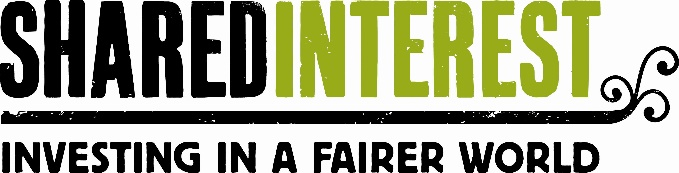 SHAREDINTEREST
INVESTING IN A FAIRER WORLD